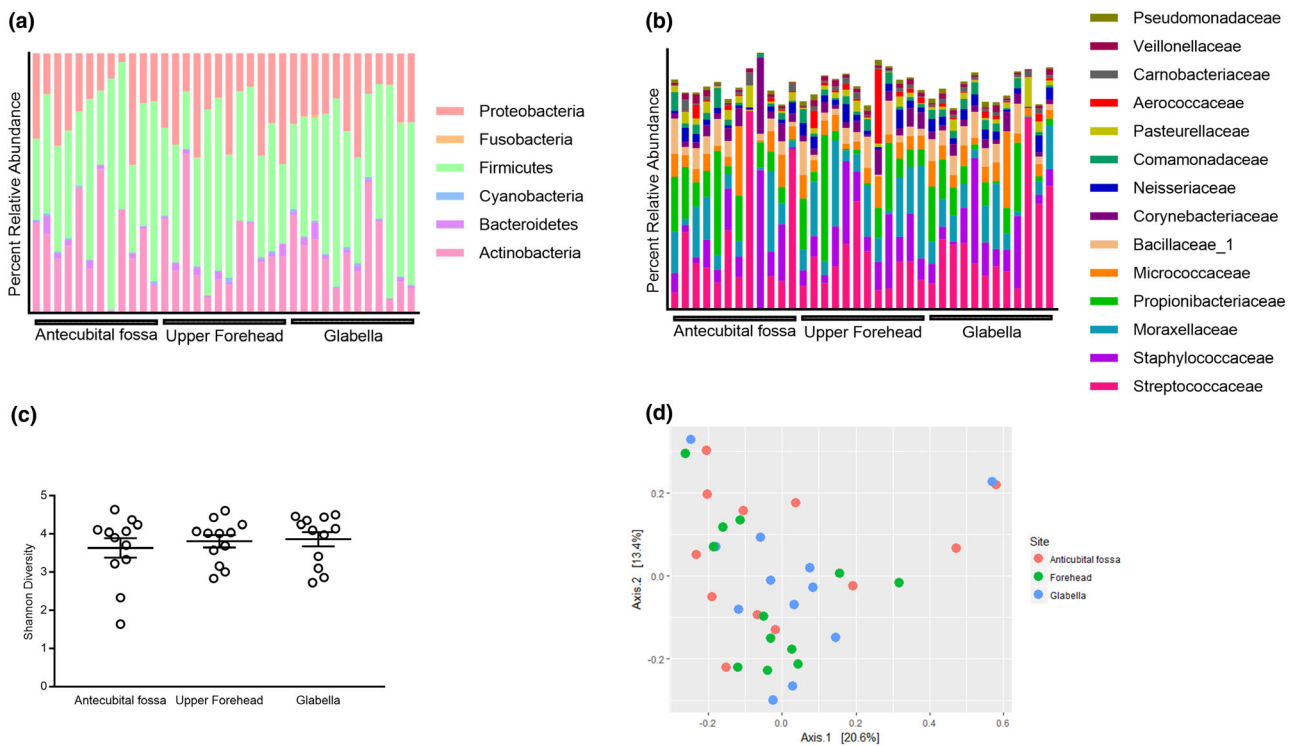 (a)
Percent Relative Abundance
Proteobacteria
Fusobacteria
Firmicutes
Cyanobacteria
Bacteroidetes
Actinobacteria
Antecubital fossa
Upper Forehead
Glabella
(b)
Percent Relative Abundance
Pseudomonadaceae
Veillonellaceae
Carnobacteriaceae
Aerococcaceae
Pasteurellaceae
Comamonadaceae
Neisseriaceae
Corynebacteriaceae
Bacillaceae_1
Micrococcaceae
Propionibacteriaceae
Moraxellaceae
Staphylococcaceae
Streptococcaceae
Antecubital fossa
Upper Forehead
Glabella
(c)
Shannon Diversity
5
4
3
2
1
0
Antecubital fossa
Upper Forehead
Glabella
(d)
Axis.2 [13.4%]
0.2
0.0
-0.2
-0.2
0.0
0.2
0.4
0.6
Axis.1 [20.6%]
Site
Anticubital fossa
Forehead
Glabella